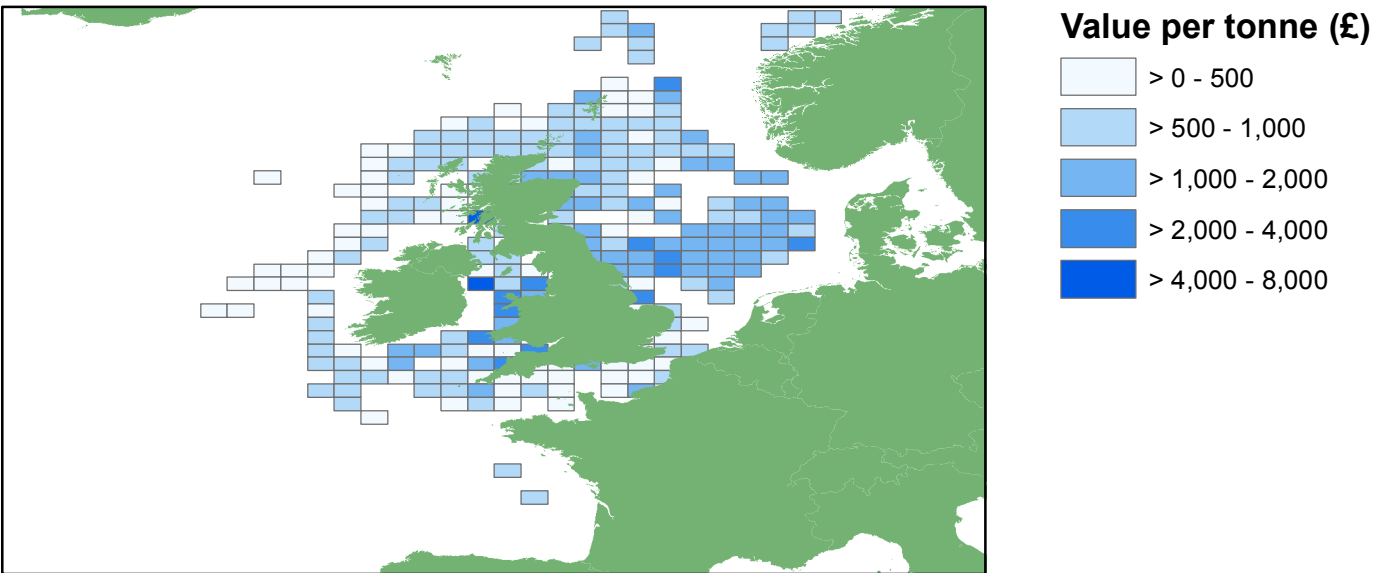 Value per tonne (£)
> 0 - 500
> 500 - 1,000
> 1,000 - 2,000
> 2,000 - 4,000
> 4,000 - 8,000